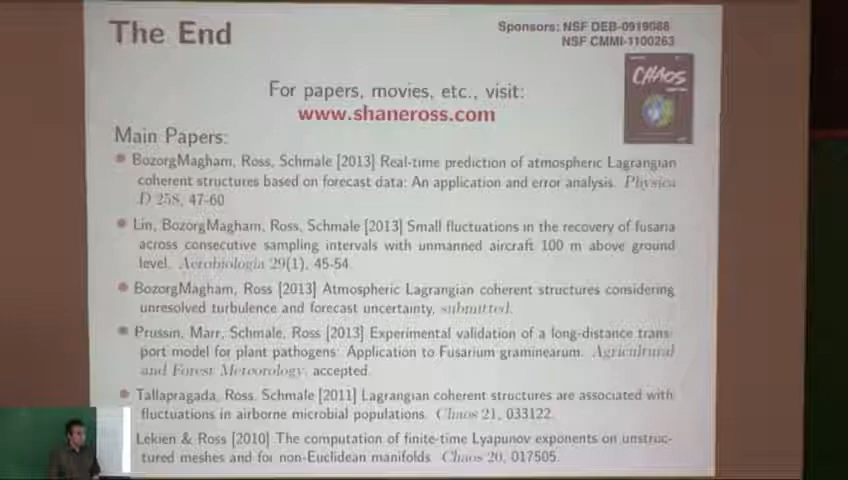 The End
Sponsors: NSF DEB-0919088
NSF CMMI-1100263
CHAOS
For papers, movies, etc., visit:
www.shaneross.com
Main Papers:
BozorgMagham, Ross, Schmale [2013] Real-time prediction of atmospheric Lagrangian
coherent structures based on forecast data: An application and error analysis. Physica
D 258, 47-60
Lin, BozorgMagham, Ross, Schmale [2013] Small fluctuations in the recovery of fusaria
across consecutive sampling intervals with unmanned aircraft 100 m above ground
level. Aerobiologia 29(1), 45-54.
BozorgMagham, Ross [2013] Atmospheric Lagrangian coherent structures considering
unresolved turbulence and forecast uncertainty, submitted.
Prussin, Marr, Schmale, Ross [2013] Experimental validation of a long-distance trans-
port model for plant pathogens: Application to Fusarium graminearum. Agricultural
and Forest Meteorology, accepted.
Tallapragada, Ross, Schmale [2011] Lagrangian coherent structures are associated with
fluctuations in airborne microbial populations. Chaos 21, 033122.
Lekien & Ross [2010] The computation of finite-time Lyapunov exponents on unstruc-
tured meshes and for non-Euclidean manifolds. Chaos 20, 017505.